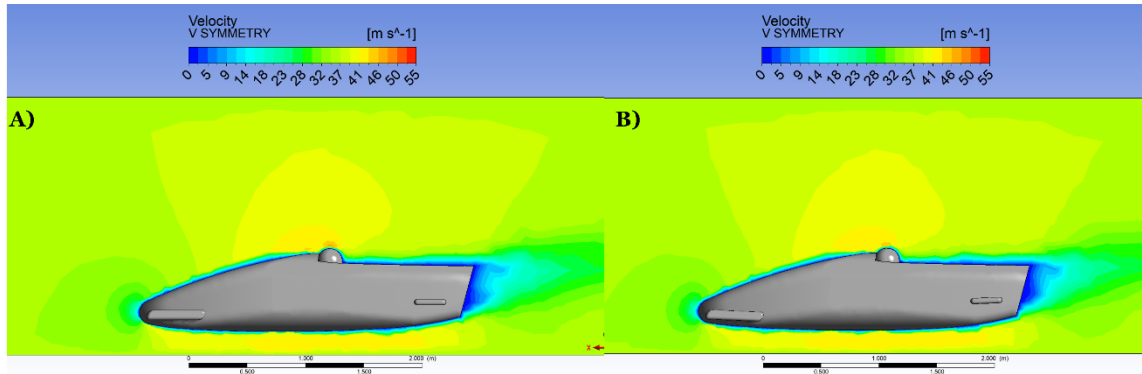 Velocity
V SYMMETRY [m s^-1]
0 5 9 14 18 23 28 32 37 41 46 50 55
A)
x
0 1.000 2.000 (m)
0.500 1.500
Velocity
V SYMMETRY [m s^-1]
0 5 9 14 18 23 28 32 37 41 46 50 55
B)
0 1.000 2.000 (m)
0.500 1.500